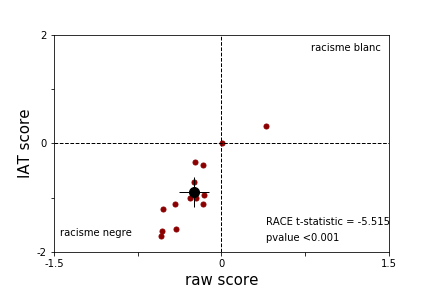 2
racisme blanc
IAT score
0
RACE t-statistic = -5.515
racisme negre
pvalue <0.001
-2
-1.5
0
1.5
raw score